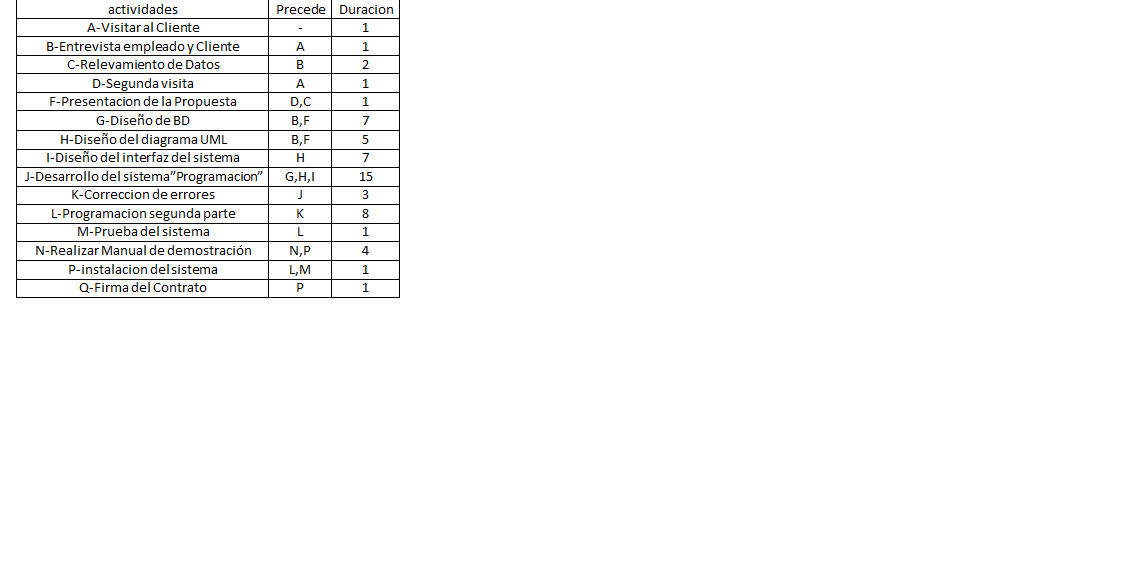 actividades Precede Duracion
A-Visitar al Cliente - 1
B-Entrevista empleado y Cliente A 1
C-Relevamiento de Datos B 2
D-Segunda visita A 1
F-Presentacion de la Propuesta D,C 1
G-Diseño de BD B,F 7
H-Diseño del diagrama UML B,F 5
I-Diseño del interfaz del sistema H 7
J-Desarrollo del sistema”Programacion” G,H,I 15
K-Correccion de errores J 3
L-Programacion segunda parte K 8
M-Prueba del sistema L 1
N-Realizar Manual de demostración N,P 4
P-instalacion del sistema L,M 1
Q-Firma del Contrato P 1